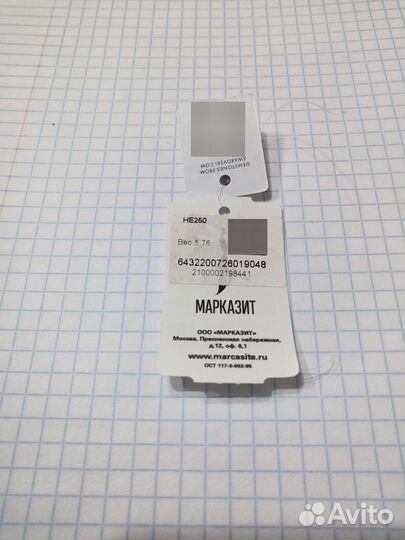 GEMSTONES FROM
SWAROVSKI.COM
HE250
Вес 5,76
6432200726019048
2100002198441
МАРКАЗИТ
ООО «МАРКАЗИТ»
Москва, Пресненская набережная,
д.12, оф. 6,1
www.marcasite.ru
ОСТ 117-3-002-95
Avito